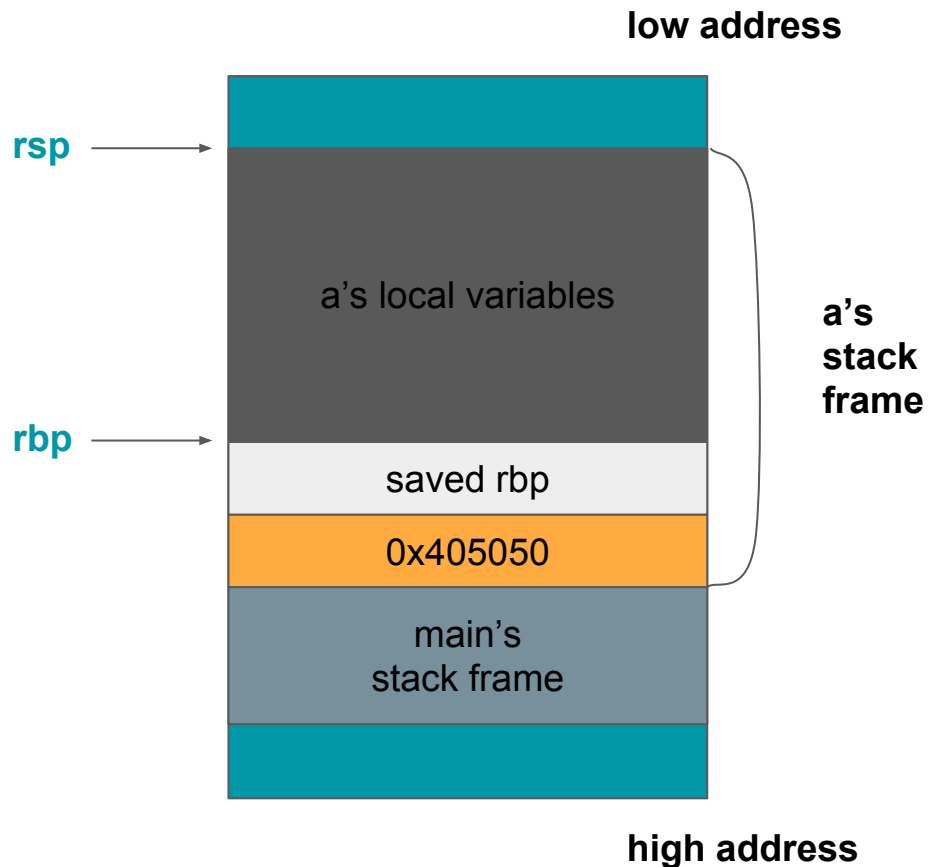 low address
rsp
a's local variables
a's
stack
frame
rbp
saved rbp
0x405050
main's
stack frame
high address